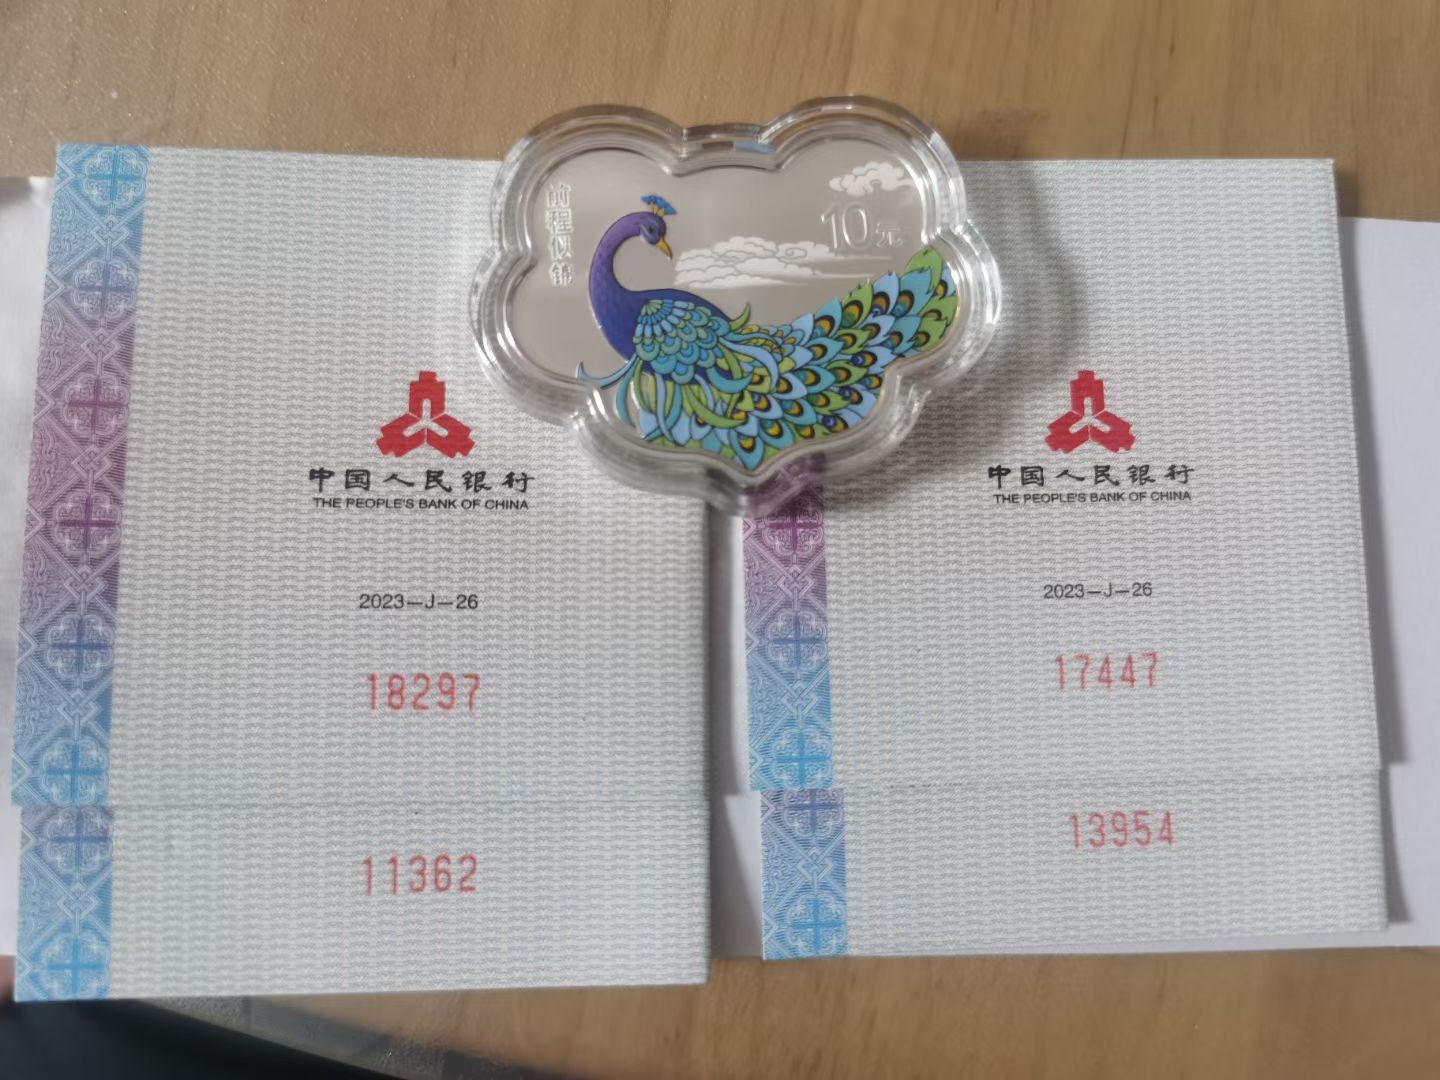 前程似锦
10元
中国人民银行
THE PEOPLE'S BANK OF CHINA
2023-J-26
18297
11362
中国人民银行
THE PEOPLE'S BANK OF CHINA
2023-J-26
17447
13954